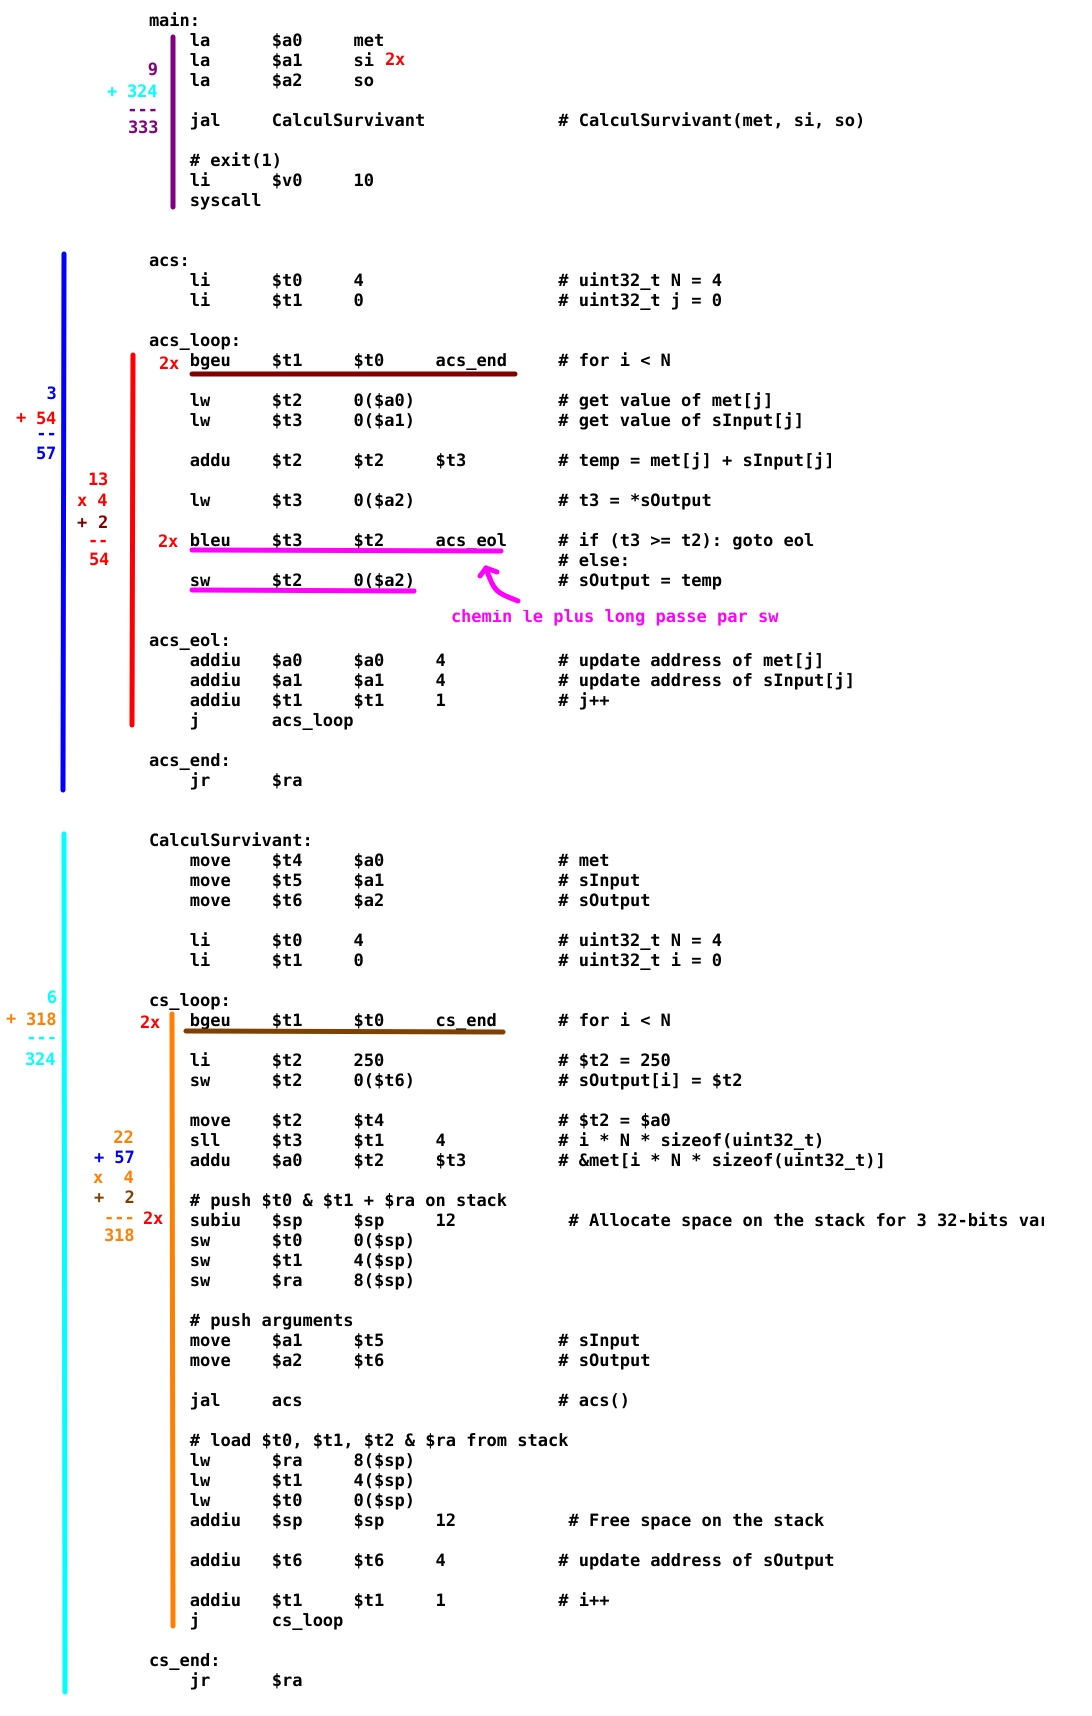 main:
la $a0 met
la $a1 si 2x
la $a2 so
9
+ 324
---
333
jal CalculSurvivant # CalculSurvivant(met, si, so)
# exit(1)
li $v0 10
syscall
acs:
li $t0 4 # uint32_t N = 4
li $t1 0 # uint32_t j = 0
acs_loop:
2x bgeu $t1 $t0 acs_end # for i < N
3
+ 54
--
57
lw $t2 0($a0) # get value of met[j]
lw $t3 0($a1) # get value of sInput[j]
addu $t2 $t2 $t3 # temp = met[j] + sInput[j]
13
x 4
+ 2
--
54
lw $t3 0($a2) # t3 = *sOutput
2x bleu $t3 $t2 acs_eol # if (t3 >= t2): goto eol
# else:
sw $t2 0($a2) # sOutput = temp
chemin le plus long passe par sw
acs_eol:
addiu $a0 $a0 4 # update address of met[j]
addiu $a1 $a1 4 # update address of sInput[j]
addiu $t1 $t1 1 # j++
j acs_loop
acs_end:
jr $ra
CalculSurvivant:
move $t4 $a0 # met
move $t5 $a1 # sInput
move $t6 $a2 # sOutput
li $t0 4 # uint32_t N = 4
li $t1 0 # uint32_t i = 0
6
+ 318
---
324
cs_loop:
2x bgeu $t1 $t0 cs_end # for i < N
li $t2 250 # $t2 = 250
sw $t2 0($t6) # sOutput[i] = $t2
move $t2 $t4 # $t2 = $a0
sll $t3 $t1 4 # i * N * sizeof(uint32_t)
addu $a0 $t2 $t3 # &met[i * N * sizeof(uint32_t)]
22
+ 57
x 4
+ 2
---
318
# push $t0 & $t1 + $ra on stack
2x subiu $sp $sp 12 # Allocate space on the stack for 3 32-bits
sw $t0 0($sp)
sw $t1 4($sp)
sw $ra 8($sp)
# push arguments
move $a1 $t5 # sInput
move $a2 $t6 # sOutput
jal acs # acs()
# load $t0, $t1, $t2 & $ra from stack
lw $ra 8($sp)
lw $t1 4($sp)
lw $t0 0($sp)
addiu $sp $sp 12 # Free space on the stack
addiu $t6 $t6 4 # update address of sOutput
addiu $t1 $t1 1 # i++
j cs_loop
cs_end:
jr $ra